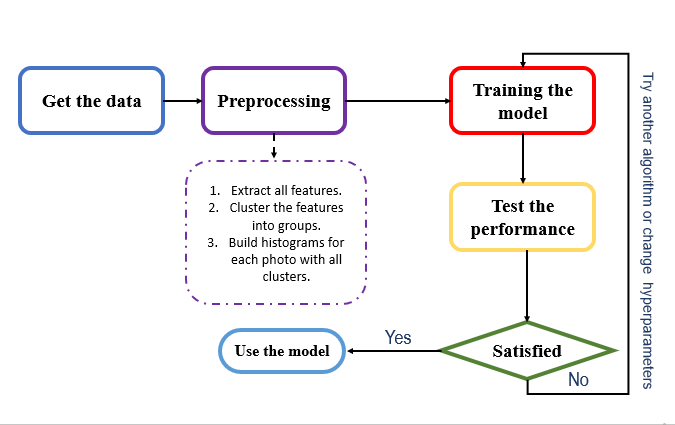 Get the data
Preprocessing
Training the
model
1. Extract all features.
2. Cluster the features
into groups.
3. Build histograms for
each photo with all
clusters.
Test the
performance
Satisfied
Yes
Use the model
No
Try another algorithm or change hyperparameters